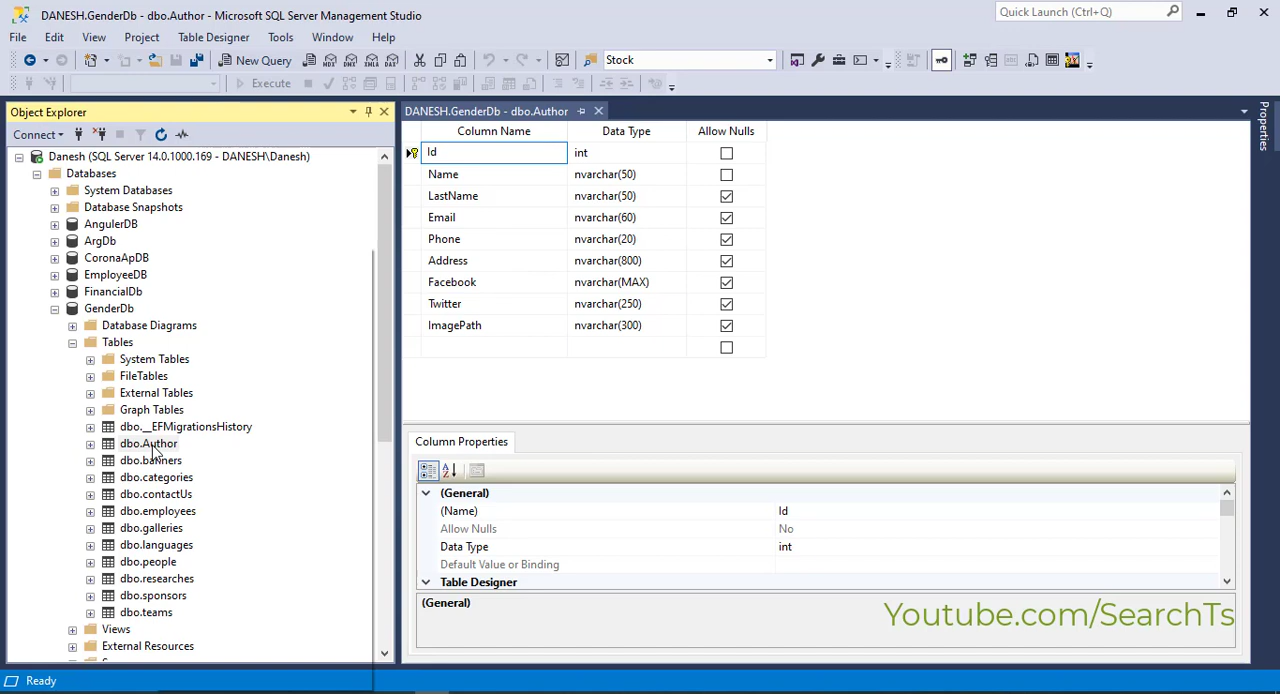 DANESH.GenderDb - dbo.Author - Microsoft SQL Server Management Studio
Quick Launch (Ctrl+Q)
File Edit View Project Table Designer Tools Window Help
New Query
Stock
Execute
Object Explorer
DANESH.GenderDb - dbo.Author
Connect
Column Name Data Type Allow Nulls
Danesh (SQL Server 14.0.1000.169 - DANESH\Danesh)
Databases
System Databases
Database Snapshots
AngulerDB
ArgDb
CoronaApDB
EmployeeDB
FinancialDb
GenderDb
Database Diagrams
Tables
System Tables
FileTables
External Tables
Graph Tables
dbo.__EFMigrationsHistory
dbo.Author
dbo.banners
dbo.categories
dbo.contactUs
dbo.employees
dbo.galleries
dbo.languages
dbo.people
dbo.researches
dbo.sponsors
dbo.teams
Views
External Resources
Id int
Name nvarchar(50)
LastName nvarchar(50)
Email nvarchar(60)
Phone nvarchar(20)
Address nvarchar(800)
Facebook nvarchar(MAX)
Twitter nvarchar(250)
ImagePath nvarchar(300)
Column Properties
(General)
(Name) Id
Allow Nulls No
Data Type int
Default Value or Binding
Table Designer
(General)
Properties
Youtube.com/SearchTs
Ready